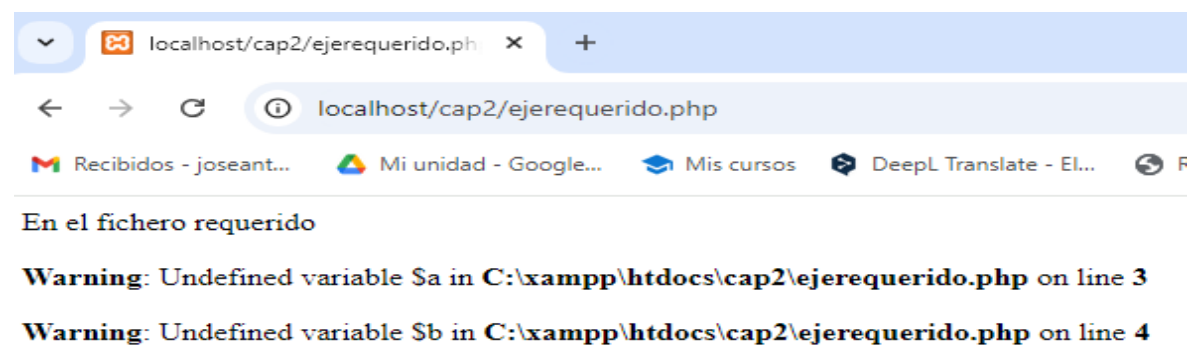 localhost/cap2/ejerequerido.ph
localhost/cap2/ejerequerido.php
Recibidos - joseant... Mi unidad - Google... Mis cursos DeepL Translate - El... R
En el fichero requerido
Warning: Undefined variable $a in C:\xampp\htdocs\cap2\ejerequerido.php on line 3
Warning: Undefined variable $b in C:\xampp\htdocs\cap2\ejerequerido.php on line 4